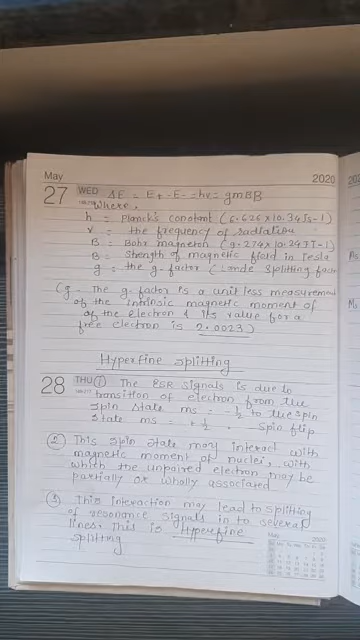 May 2020
27 WED ΔE = E+ - E- = hv = gmBB
Where,
h = Planck's constant (6.626x10.34Js-1)
v = the frequency of radiation
B = Bohr magneton (9.274x10.24JT-1)
B = Strength of magnetic field in Tesla
g = the g-factor (Lande Splitting factor
(g - The g-factor is a unit less measurement
of the intrinsic magnetic moment of
of the electron & its value for a
free electron is 2.0023)
Hyperfine splitting
28 THU ① The ESR signals is due to
transition of electron from the
spin state ms = -1/2 to the spin
state ms = +1/2. Spin flip
② This spin state may interact with
magnetic moment of nuclei, with
which the unpaired electron may be
partially or wholly associated
③ This interaction may lead to splitting
of resonance signals in to several
lines, this is Hyperfine
splitting
May 2020